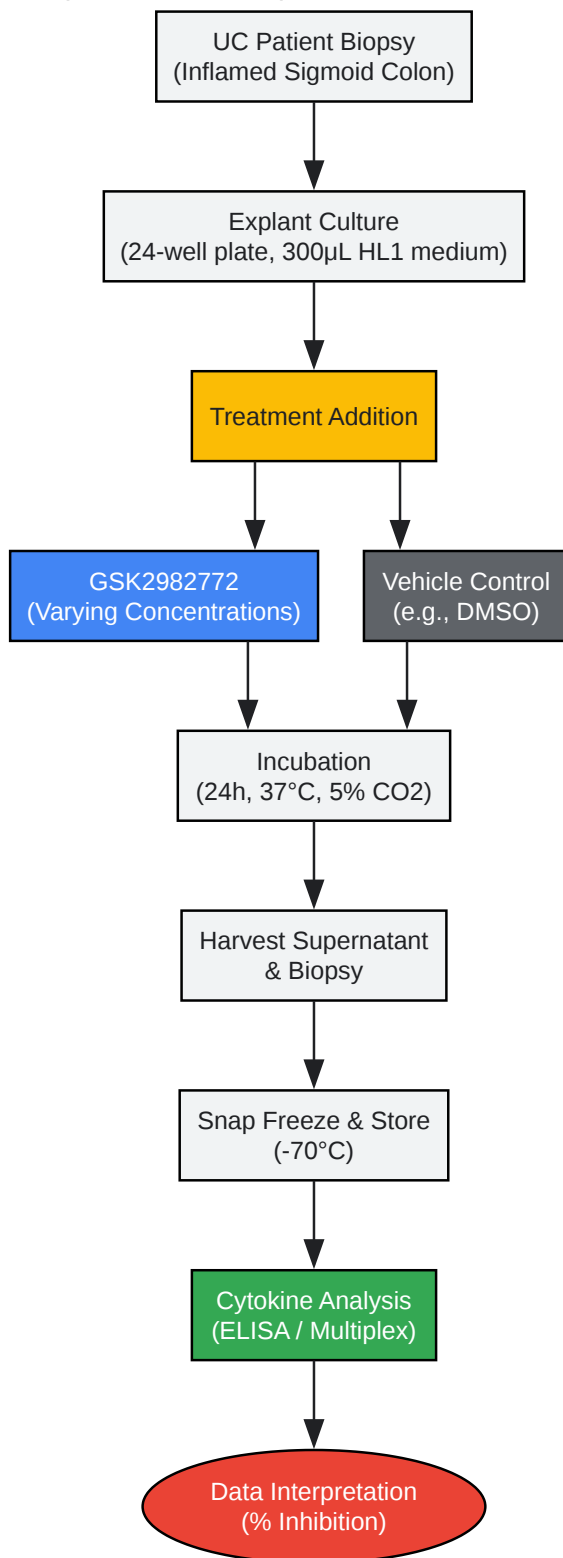 UC Patient Biopsy
(Inflamed Sigmoid Colon)
Explant Culture
(24-well plate, 300µL HL1 medium)
Treatment Addition
GSK2982772
(Varying Concentrations)
Vehicle Control
(e.g., DMSO)
Incubation
(24h, 37°C, 5% CO2)
Harvest Supernatant
& Biopsy
Snap Freeze & Store
(-70°C)
Cytokine Analysis
(ELISA / Multiplex)
Data Interpretation
(% Inhibition)